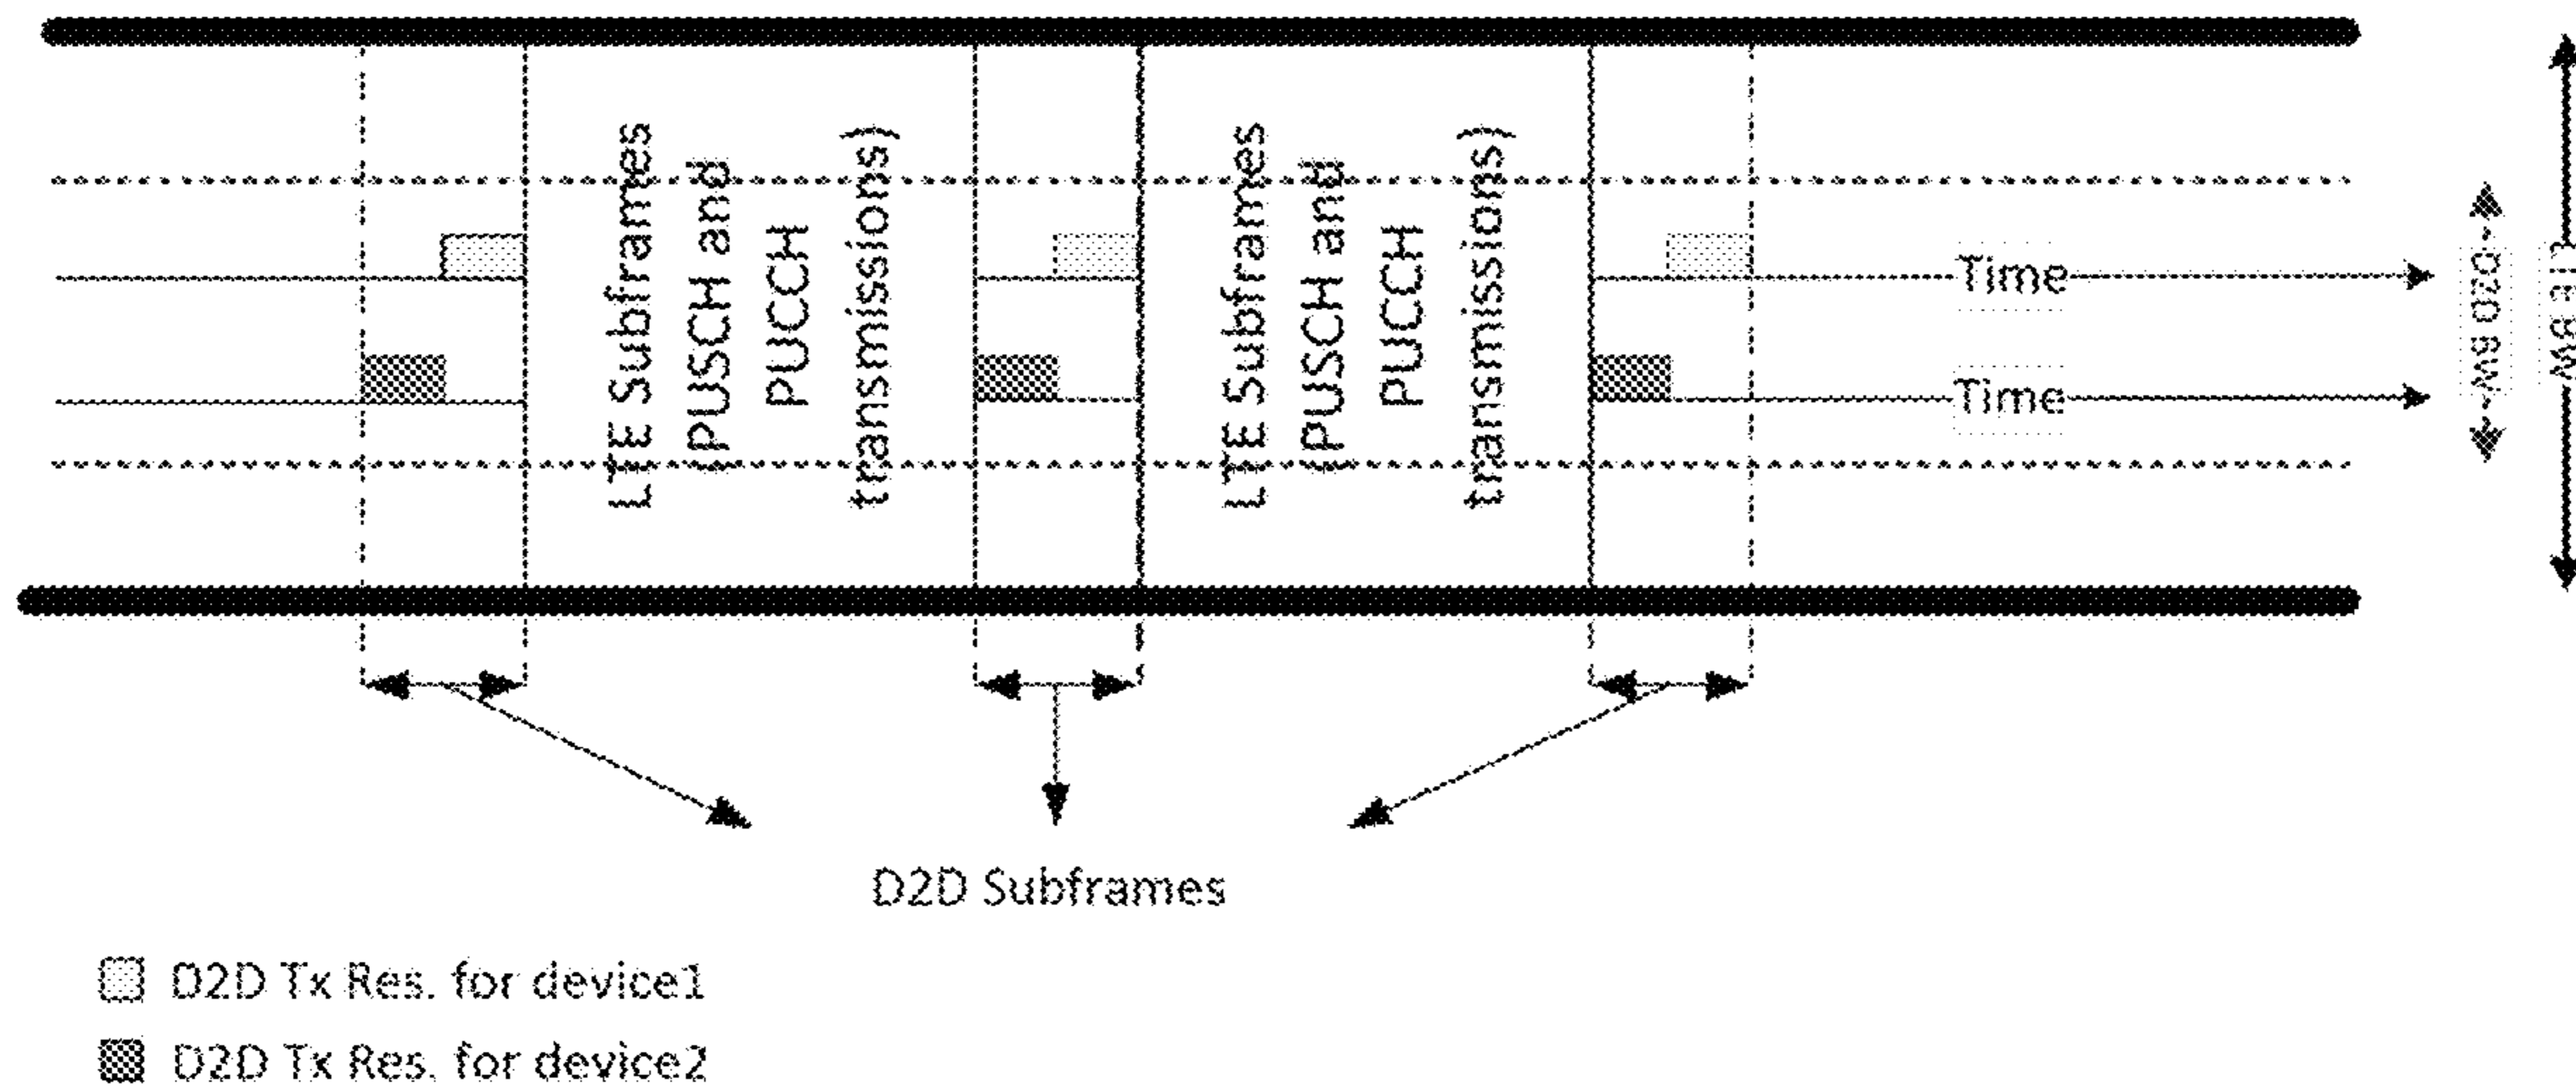 LTE Subframes
(PUSCH and
PUCCH
transmissions)
LTE Subframes
(PUSCH and
PUCCH
transmissions)
Time
Time
D2D BW
LTE BW
D2D Subframes
D2D Tx Res. for device1
D2D Tx Res. for device2